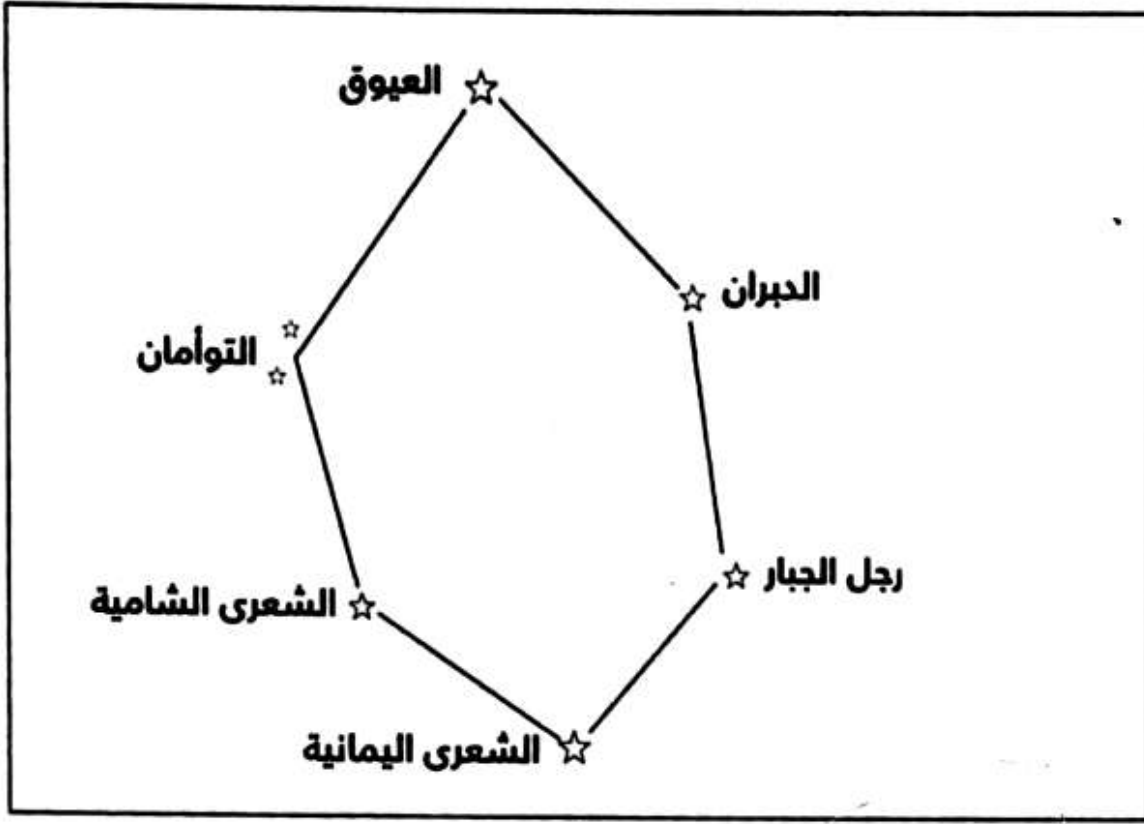 العيوق
الدبران
التوأمان
رجل الجبار
الشعرى الشامية
الشعرى اليمانية